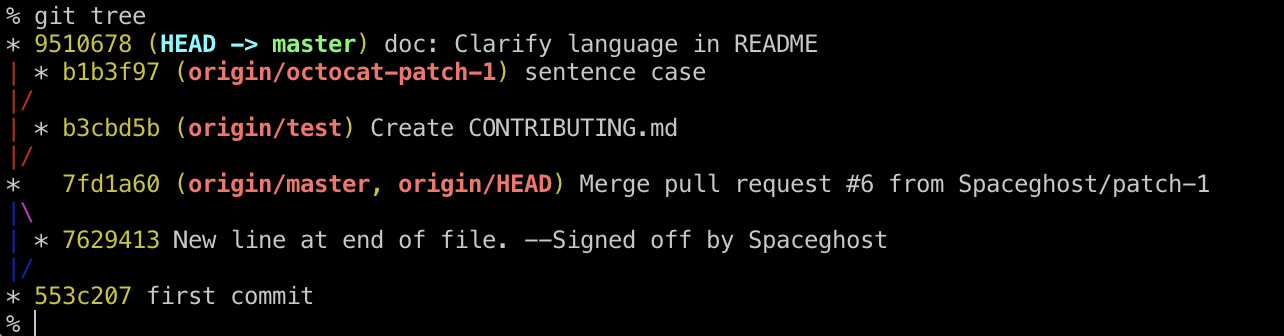 % git tree
* 9510678 (HEAD -> master) doc: Clarify language in README
| * b1b3f97 (origin/octocat-patch-1) sentence case
|/
| * b3cbd5b (origin/test) Create CONTRIBUTING.md
|/
*   7fd1a60 (origin/master, origin/HEAD) Merge pull request #6 from Spaceghost/patch-1
|\
| * 7629413 New line at end of file. --Signed off by Spaceghost
|/
* 553c207 first commit
%